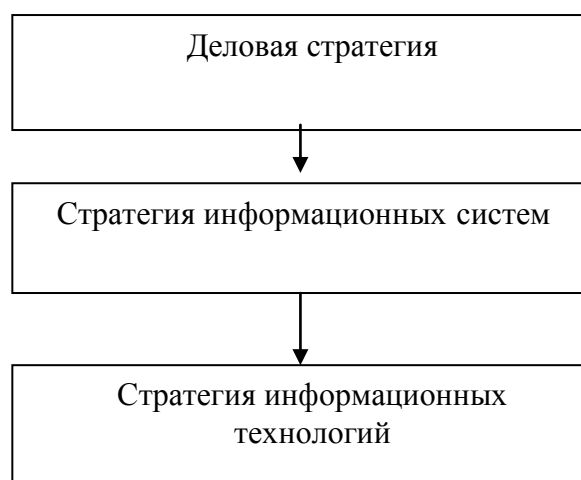 Деловая стратегия
Стратегия информационных систем
Стратегия информационных
технологий